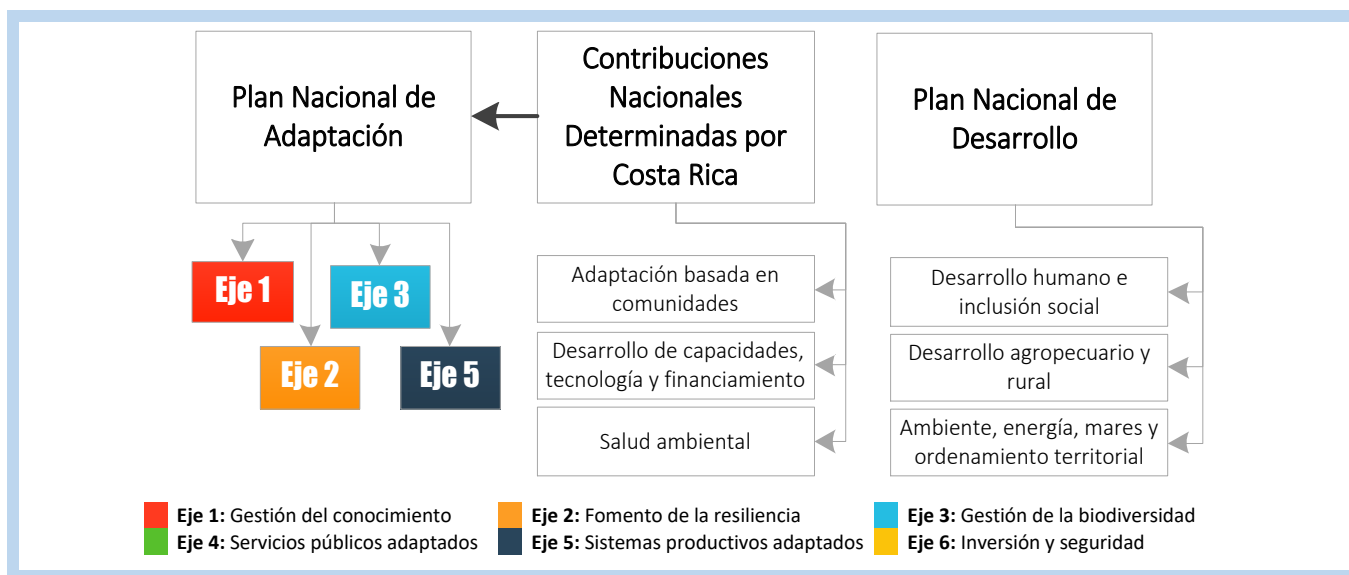 Plan Nacional de
Adaptación
Contribuciones
Nacionales
Determinadas por
Costa Rica
Plan Nacional de
Desarrollo
Eje 1
Eje 3
Eje 2
Eje 5
Adaptación basada en
comunidades
Desarrollo de capacidades,
tecnología y financiamiento
Salud ambiental
Desarrollo humano e
inclusión social
Desarrollo agropecuario y
rural
Ambiente, energía, mares y
ordenamiento territorial
Eje 1: Gestión del conocimiento
Eje 2: Fomento de la resiliencia
Eje 3: Gestión de la biodiversidad
Eje 4: Servicios públicos adaptados
Eje 5: Sistemas productivos adaptados
Eje 6: Inversión y seguridad